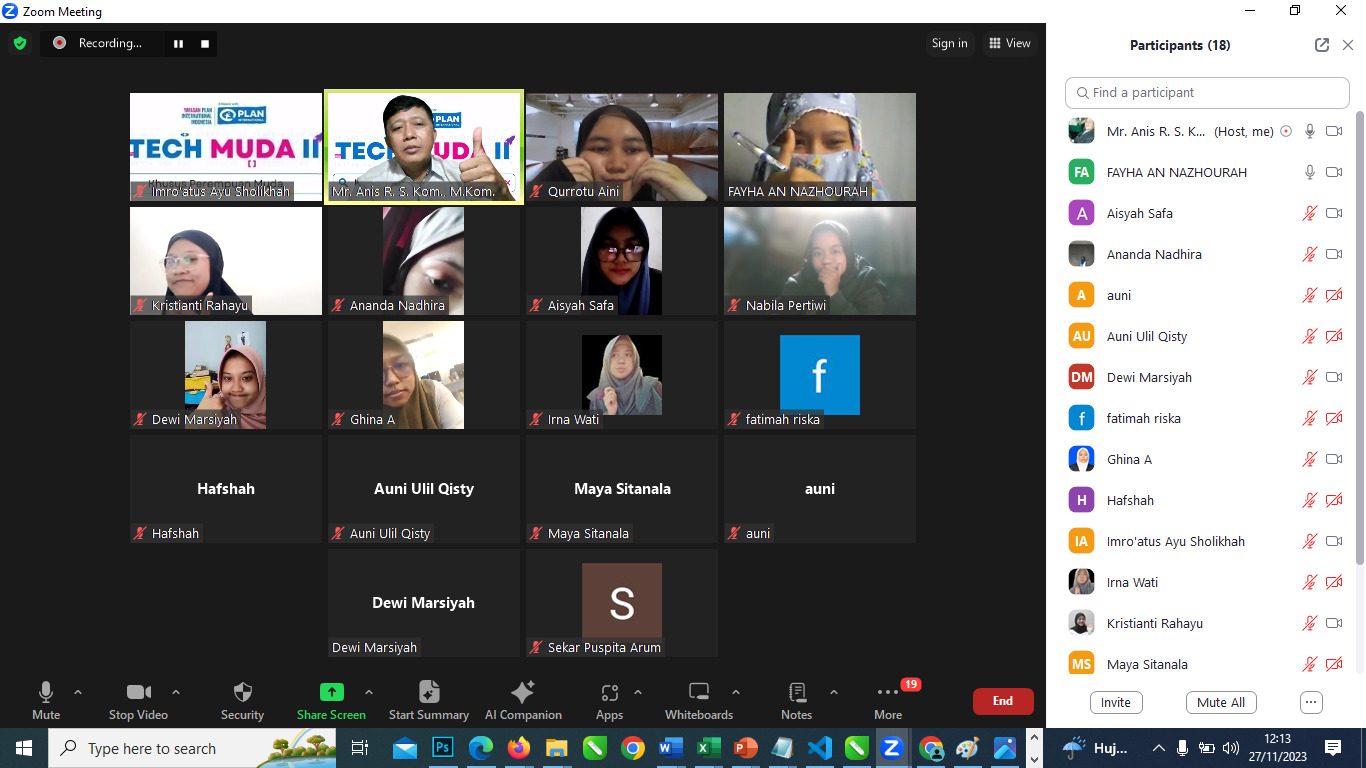 Zoom Meeting
Recording...
Sign in
View
YAYASAN PLAN
INTERNATIONAL
INDONESIA
PLAN
INTERNATIONAL
TECH MUDA II
Khusus Perempuan Muda
Imro'atus Ayu Sholikhah
PLAN
TECH MUDA II
Mr. Anis R. S. Kom., M.Kom.
Qurrotu Aini
FAYHA AN NAZHOURAH
Kristianti Rahayu
Ananda Nadhira
Aisyah Safa
Nabila Pertiwi
Dewi Marsiyah
Ghina A
Irna Wati
f
fatimah riska
Hafshah
Hafshah
Auni Ulil Qisty
Auni Ulil Qisty
Maya Sitanala
Maya Sitanala
auni
auni
Dewi Marsiyah
Dewi Marsiyah
S
Sekar Puspita Arum
Mute
Stop Video
Security
Share Screen
Start Summary
AI Companion
Apps
Whiteboards
Notes
19
More
End
Participants (18)
Find a participant
Mr. Anis R. S. K... (Host, me)
FA FAYHA AN NAZHOURAH
A Aisyah Safa
Ananda Nadhira
A auni
AU Auni Ulil Qisty
DM Dewi Marsiyah
f fatimah riska
Ghina A
H Hafshah
IA Imro'atus Ayu Sholikhah
Irna Wati
Kristianti Rahayu
MS Maya Sitanala
Invite
Mute All
Type here to search
Ps
Huj...
12:13
27/11/2023